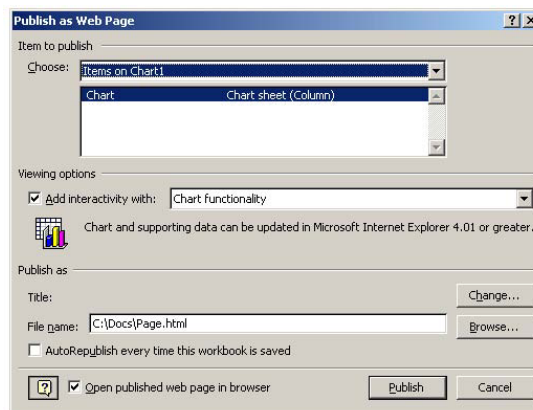 Publish as Web Page
Item to publish
Choose: Items on Chart1
Chart Chart sheet (Column)
Viewing options
Add interactivity with: Chart functionality
Chart and supporting data can be updated in Microsoft Internet Explorer 4.01 or greater.
Publish as
Title: Change...
File name: C:\Docs\Page.html Browse...
AutoRepublish every time this workbook is saved
Open published web page in browser Publish Cancel